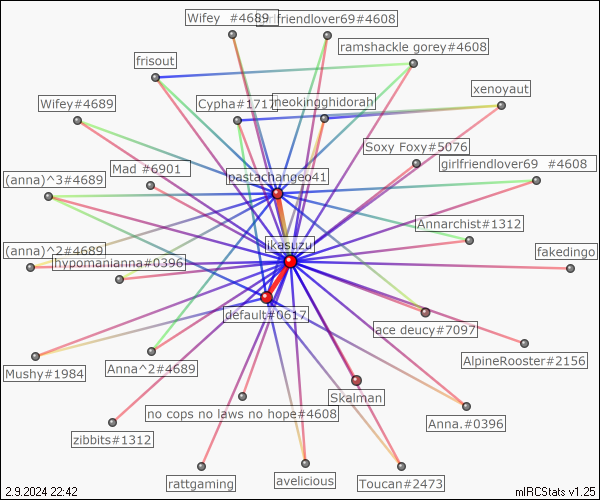 Wifey #4689
girlfriendlover69#4608
ramshackle gorey#4608
frisout
xenoyaut
Wifey#4689
Cypha#1717
neokingghidorah
Soxy Foxy#5076
Mad #6901
girlfriendlover69 #4608
pastachangeo41
(anna)^3#4689
Annarchist#1312
(anna)^2#4689
likesuzu
fakedingo
hypomanianna#0396
default#0617
ace deucy#7097
AlpineRooster#2156
Mushy#1984
Anna^2#4689
Skalman
no cops no laws no hope#4608
Anna.#0396
zibbits#1312
rattgaming
avelicious
Toucan#2473
2.9.2024 22:42
mIRCStats v1.25